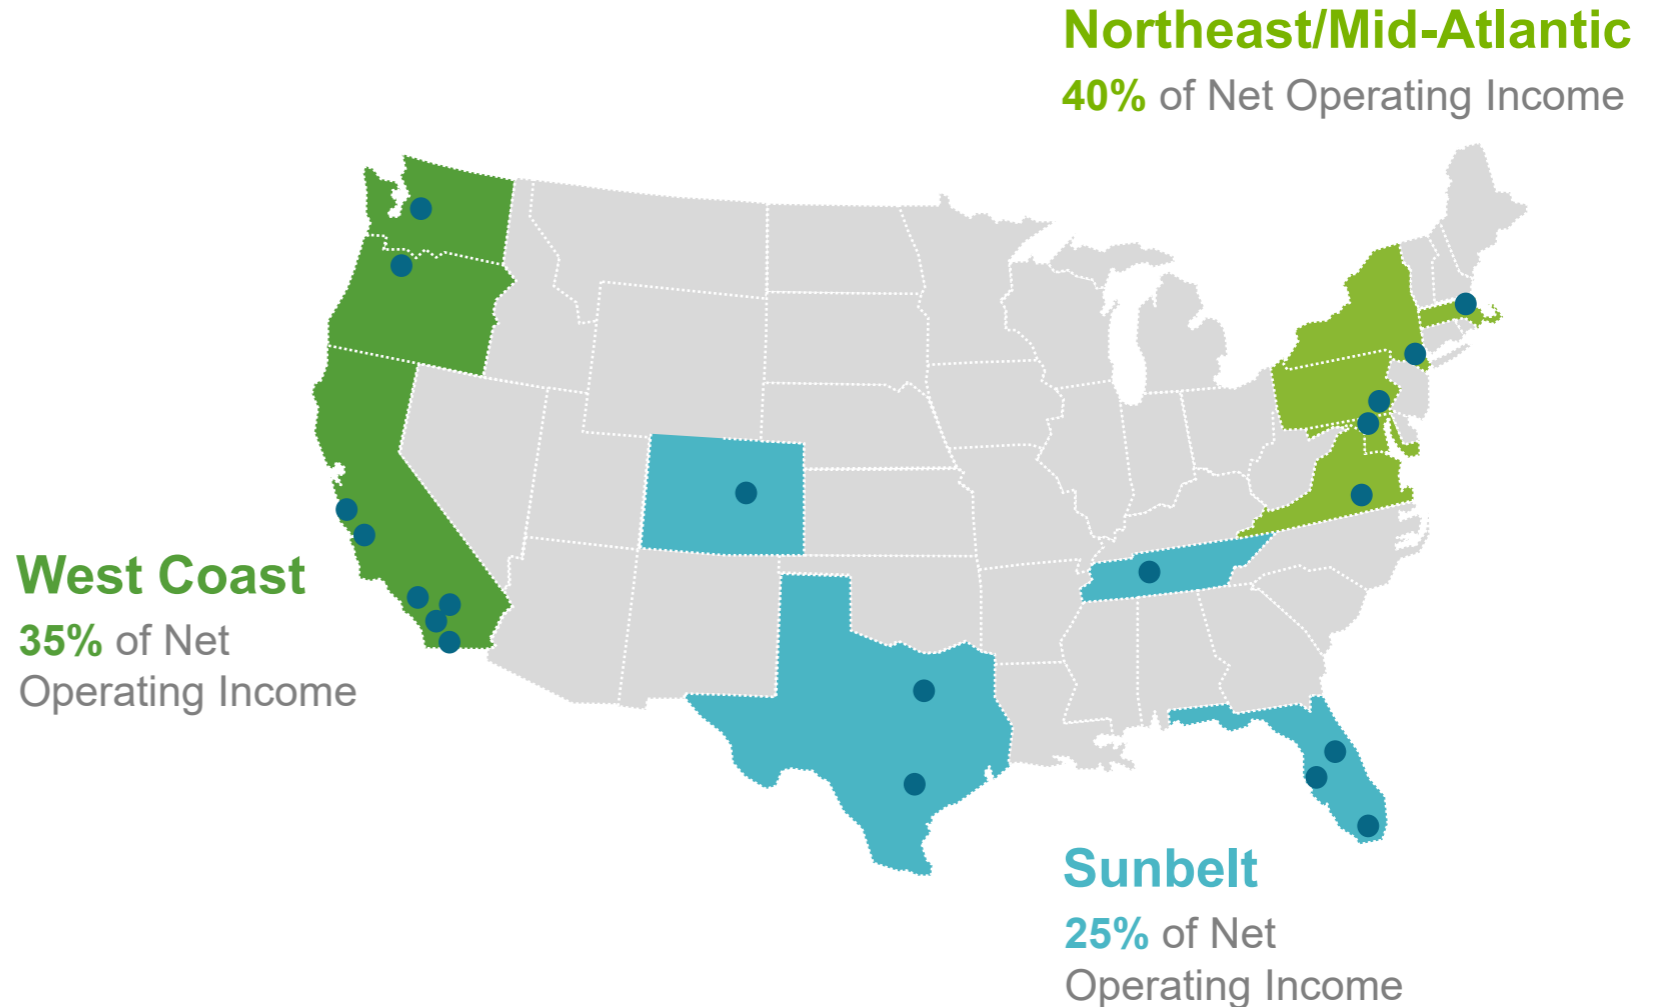 Northeast/Mid-Atlantic
40% of Net Operating Income
West Coast
35% of Net
Operating Income
Sunbelt
25% of Net
Operating Income